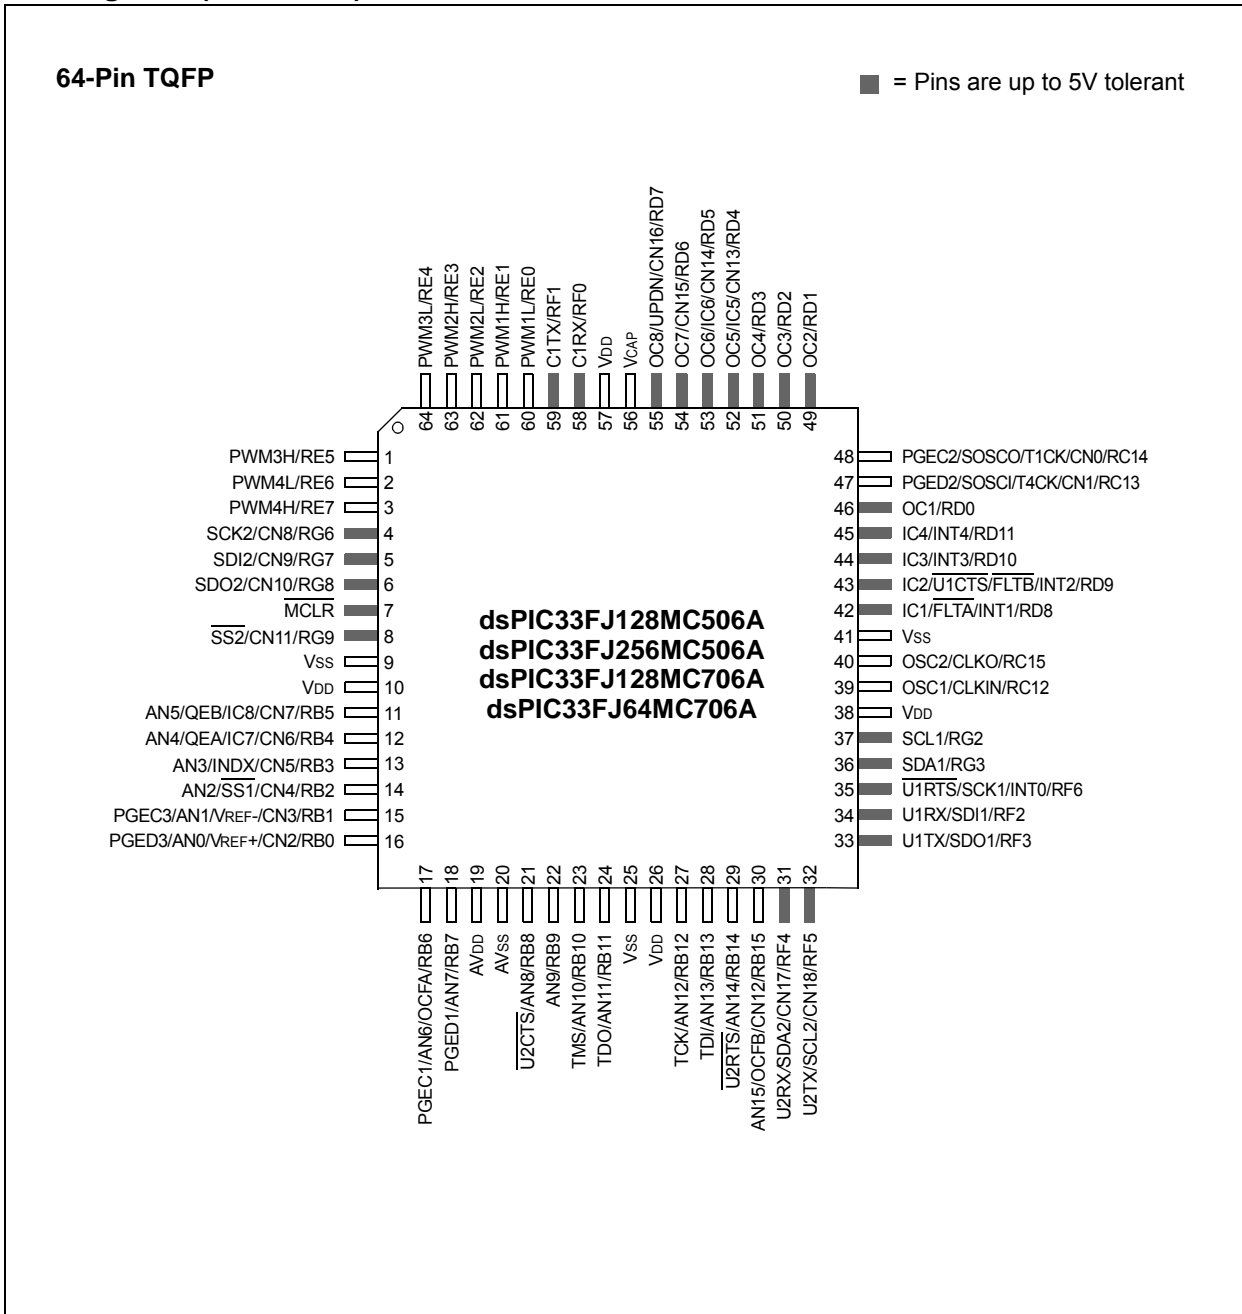 64-Pin TQFP
= Pins are up to 5V tolerant
PWM3L/RE4
PWM2H/RE3
PWM2L/RE2
PWM1H/RE1
PWM1L/RE0
C1TX/RF1
C1RX/RF0
VDD
VCAP
OC8/UPDN/CN16/RD7
OC7/CN15/RD6
OC6/IC6/CN14/RD5
OC5/IC5/CN13/RD4
OC4/RD3
OC3/RD2
OC2/RD1
64
63
62
61
60
59
58
57
56
55
54
53
52
51
50
49
PWM3H/RE5 1
PWM4L/RE6 2
PWM4H/RE7 3
SCK2/CN8/RG6 4
SDI2/CN9/RG7 5
SDO2/CN10/RG8 6
MCLR 7
SS2/CN11/RG9 8
VSS 9
VDD 10
AN5/QEB/IC8/CN7/RB5 11
AN4/QEA/IC7/CN6/RB4 12
AN3/INDX/CN5/RB3 13
AN2/SS1/CN4/RB2 14
PGEC3/AN1/VREF-/CN3/RB1 15
PGED3/AN0/VREF+/CN2/RB0 16
dsPIC33FJ128MC506A
dsPIC33FJ256MC506A
dsPIC33FJ128MC706A
dsPIC33FJ64MC706A
48 PGEC2/SOSCO/T1CK/CN0/RC14
47 PGED2/SOSCI/T4CK/CN1/RC13
46 OC1/RD0
45 IC4/INT4/RD11
44 IC3/INT3/RD10
43 IC2/U1CTS/FLTB/INT2/RD9
42 IC1/FLTA/INT1/RD8
41 VSS
40 OSC2/CLKO/RC15
39 OSC1/CLKIN/RC12
38 VDD
37 SCL1/RG2
36 SDA1/RG3
35 U1RTS/SCK1/INT0/RF6
34 U1RX/SDI1/RF2
33 U1TX/SDO1/RF3
17
18
19
20
21
22
23
24
25
26
27
28
29
30
31
32
PGEC1/AN6/OCFA/RB6
PGED1/AN7/RB7
AVDD
AVSS
U2CTS/AN8/RB8
AN9/RB9
TMS/AN10/RB10
TDO/AN11/RB11
VSS
VDD
TCK/AN12/RB12
TDI/AN13/RB13
U2RTS/AN14/RB14
AN15/OCFB/CN12/RB15
U2RX/SDA2/CN17/RF4
U2TX/SCL2/CN18/RF5